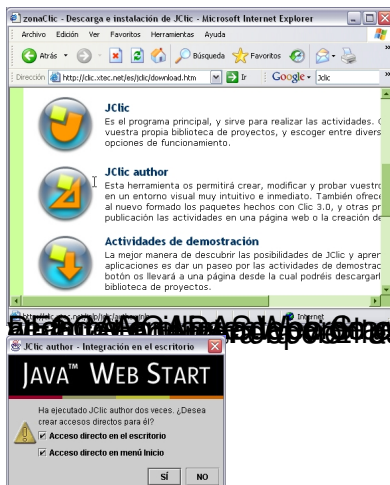 zonaClic - Descarga e instalación de JClic - Microsoft Internet Explorer
Archivo Edición Ver Favoritos Herramientas Ayuda
Atrás Búsqueda Favoritos
Dirección http://clic.xtec.net/es/jclic/download.htm Ir Google Jclic
JClic
Es el programa principal, y sirve para realizar las actividades.
vuestra propia biblioteca de proyectos, y escoger entre divers
opciones de funcionamiento.
JClic author
Esta herramienta os permitirá crear, modificar y probar vuestro
en un entorno visual muy intuitivo e inmediato. También ofrece
al nuevo formado los paquetes hechos con Clic 3.0, y otras pr
publicación las actividades en una página web o la creación de
Actividades de demostración
La mejor manera de descubrir las posibilidades de JClic y apren
aplicaciones es dar un paseo por las actividades de demostrac
botón os llevará a una página desde la cual podréis descargarl
biblioteca de proyectos.
Internet
JClic author - Integración en el escritorio
JAVA™ WEB START
Ha ejecutado JClic author dos veces. ¿Desea
crear accesos directos para él?
Acceso directo en el escritorio
Acceso directo en menú Inicio
SÍ NO